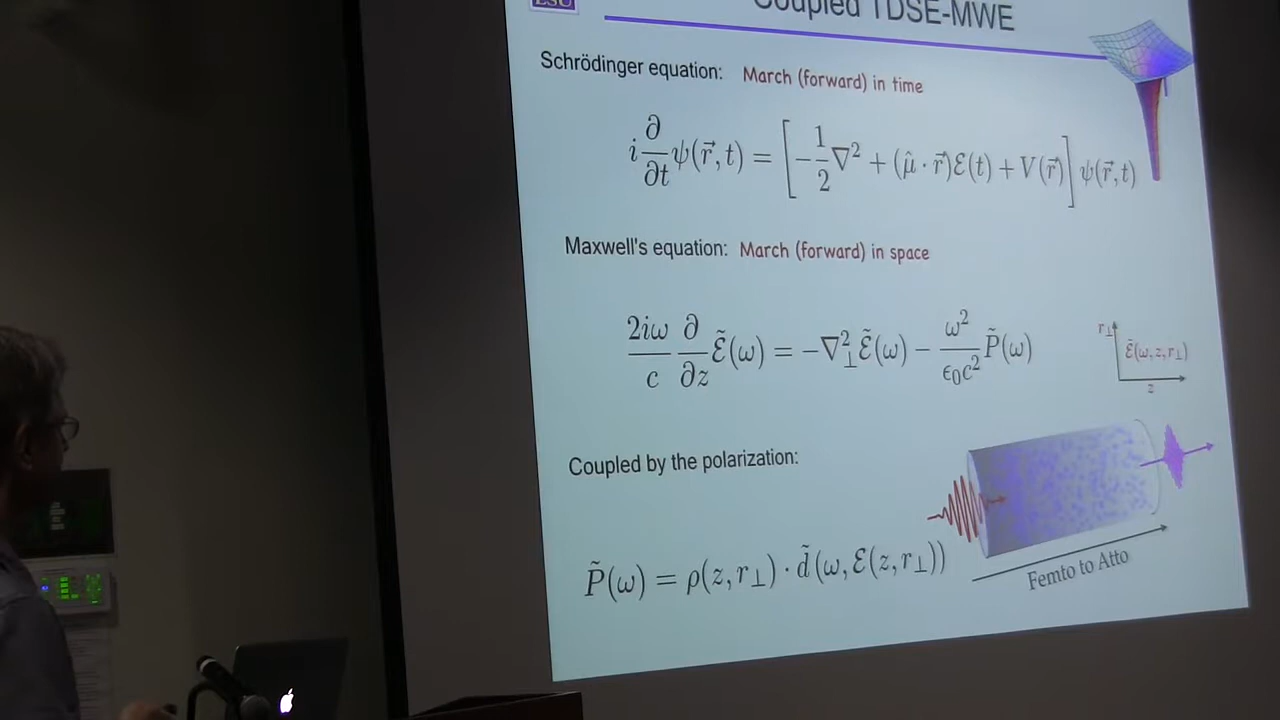 LSU
Coupled TDSE-MWE
Schrödinger equation: March (forward) in time
i ∂/∂t ψ(r⃗,t) = [−1/2 ∇² + (μ̂ · r⃗)ℰ(t) + V(r⃗)] ψ(r⃗,t)
Maxwell's equation: March (forward) in space
2iω/c ∂/∂z ℰ̃(ω) = −∇²⊥ ℰ̃(ω) − ω²/ϵ₀c² P̃(ω)
r⊥
ℰ̃(ω,z,r⊥)
z
Coupled by the polarization:
P̃(ω) = ρ(z,r⊥) · d̃(ω,ℰ(z,r⊥))
Femto to Atto